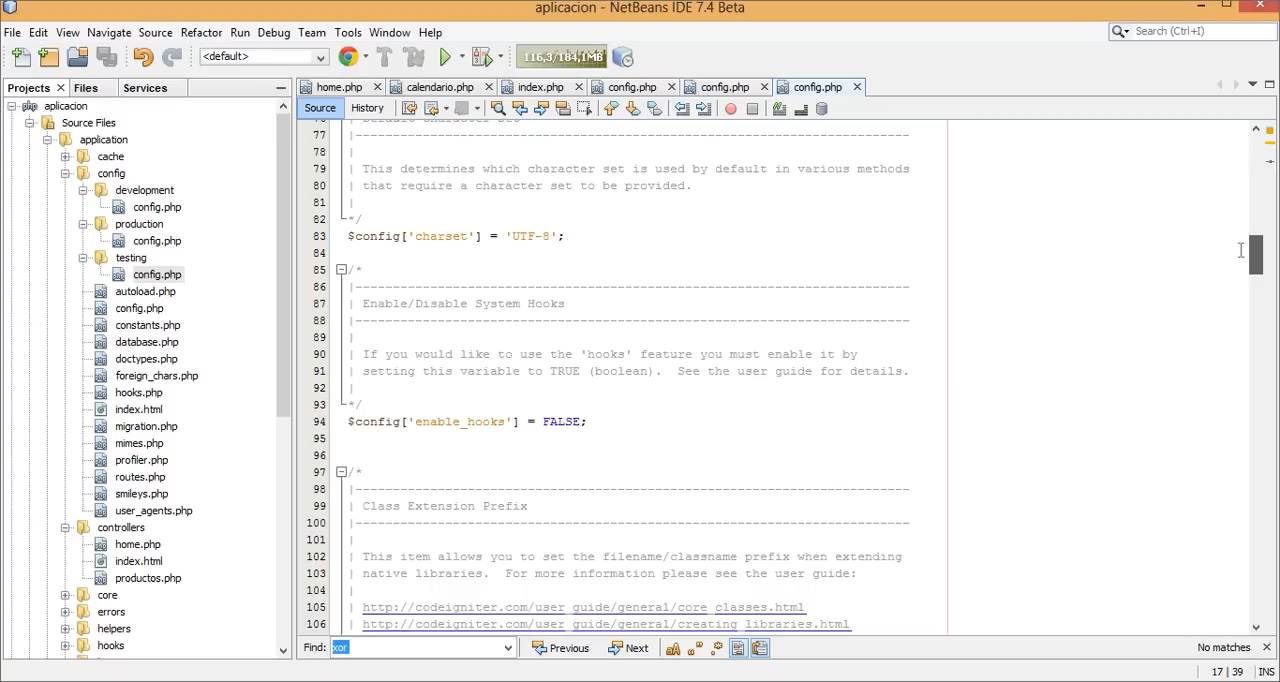 aplicacion - NetBeans IDE 7.4 Beta
File Edit View Navigate Source Refactor Run Debug Team Tools Window Help
Search (Ctrl+I)
<default>
116,3/184,1MB
Projects Files Services
home.php calendario.php index.php config.php config.php config.php
Source History
aplicacion
Source Files
application
cache
config
development
config.php
production
config.php
testing
config.php
autoload.php
config.php
constants.php
database.php
doctypes.php
foreign_chars.php
hooks.php
index.html
migration.php
mimes.php
profiler.php
routes.php
smileys.php
user_agents.php
controllers
home.php
index.html
productos.php
core
errors
helpers
hooks
76 | Default Character Set
77 |--------------------------------------------------------------------------
78 |
79 | This determines which character set is used by default in various methods
80 | that require a character set to be provided.
81 |
82 */
83 $config['charset'] = 'UTF-8';
84
85 /*
86 |--------------------------------------------------------------------------
87 | Enable/Disable System Hooks
88 |--------------------------------------------------------------------------
89 |
90 | If you would like to use the 'hooks' feature you must enable it by
91 | setting this variable to TRUE (boolean).  See the user guide for details.
92 |
93 */
94 $config['enable_hooks'] = FALSE;
95
96
97 /*
98 |--------------------------------------------------------------------------
99 | Class Extension Prefix
100 |--------------------------------------------------------------------------
101 |
102 | This item allows you to set the filename/classname prefix when extending
103 | native libraries.  For more information please see the user guide:
104 |
105 | http://codeigniter.com/user_guide/general/core_classes.html
106 | http://codeigniter.com/user_guide/general/creating_libraries.html
Find: xor Previous Next No matches
17 | 39 INS